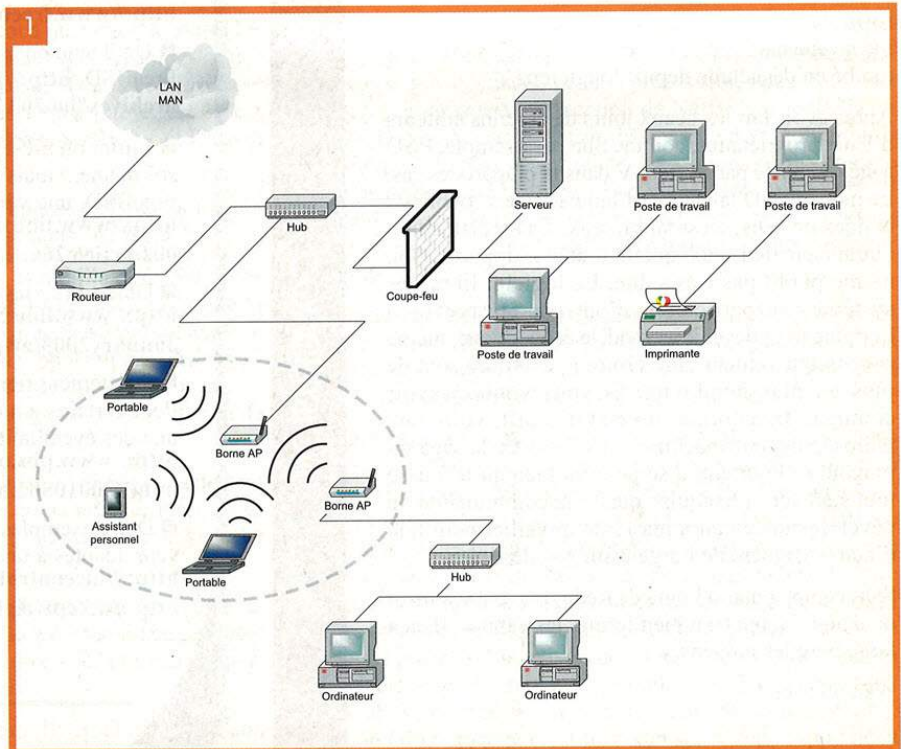 1
LAN
MAN
Serveur
Poste de travail
Poste de travail
Hub
Routeur
Coupe-feu
Poste de travail
Imprimante
Portable
Borne AP
Borne AP
Assistant
personnel
Portable
Hub
Ordinateur
Ordinateur